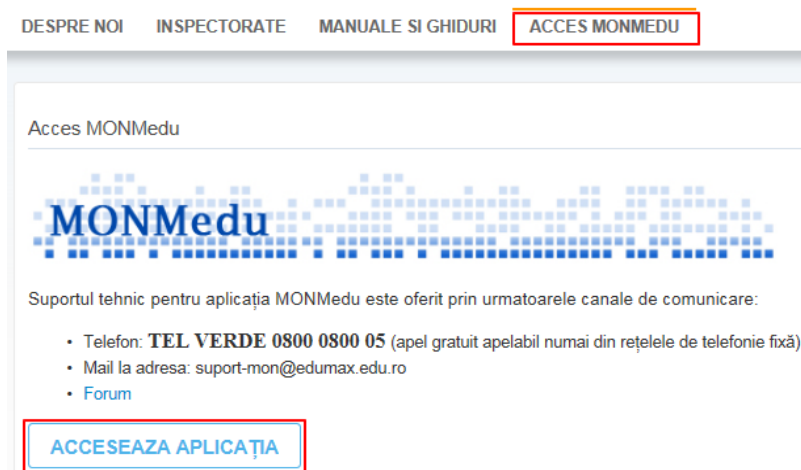 DESPRE NOI INSPECTORATE MANUALE SI GHIDURI ACCES MONMEDU
Acces MONMedu
MONMedu
Suportul tehnic pentru aplicația MONMedu este oferit prin urmatoarele canale de comunicare:
• Telefon: TEL VERDE 0800 0800 05 (apel gratuit apelabil numai din rețelele de telefonie fixă)
• Mail la adresa: suport-mon@edumax.edu.ro
• Forum
ACCESEAZA APLICAȚIA